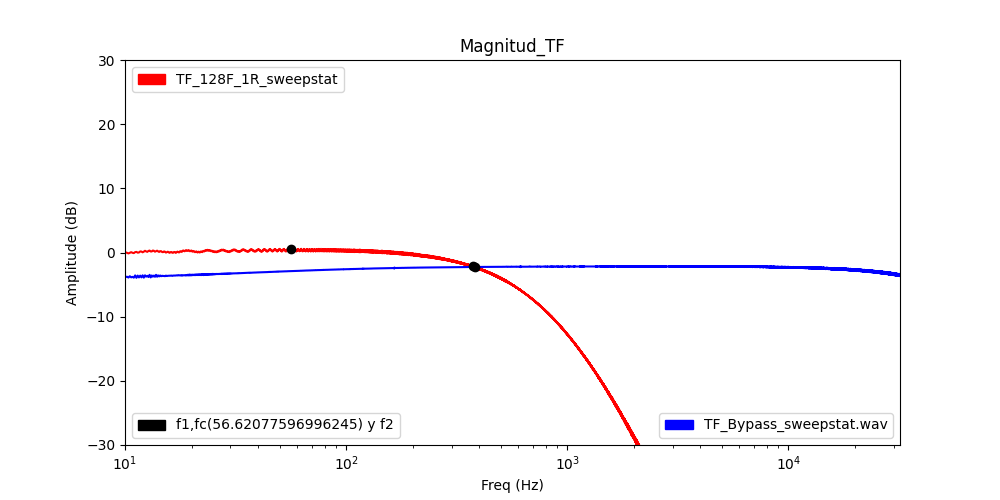 Magnitud_TF
TF_128F_1R_sweepstat
30
20
10
0
−10
−20
−30
Amplitude (dB)
f1,fc(56.62077596996245) y f2
TF_Bypass_sweepstat.wav
10^1
10^2
10^3
10^4
Freq (Hz)